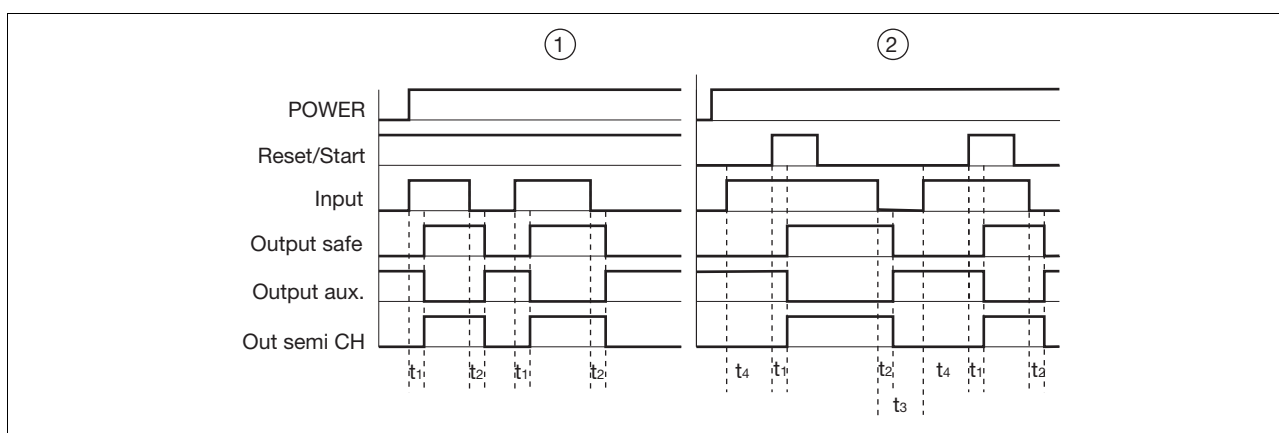 ① ②
POWER
Reset/Start
Input
Output safe
Output aux.
Out semi CH
t1 t2 t1 t2 t4 t1 t2 t4 t1 t2
t3